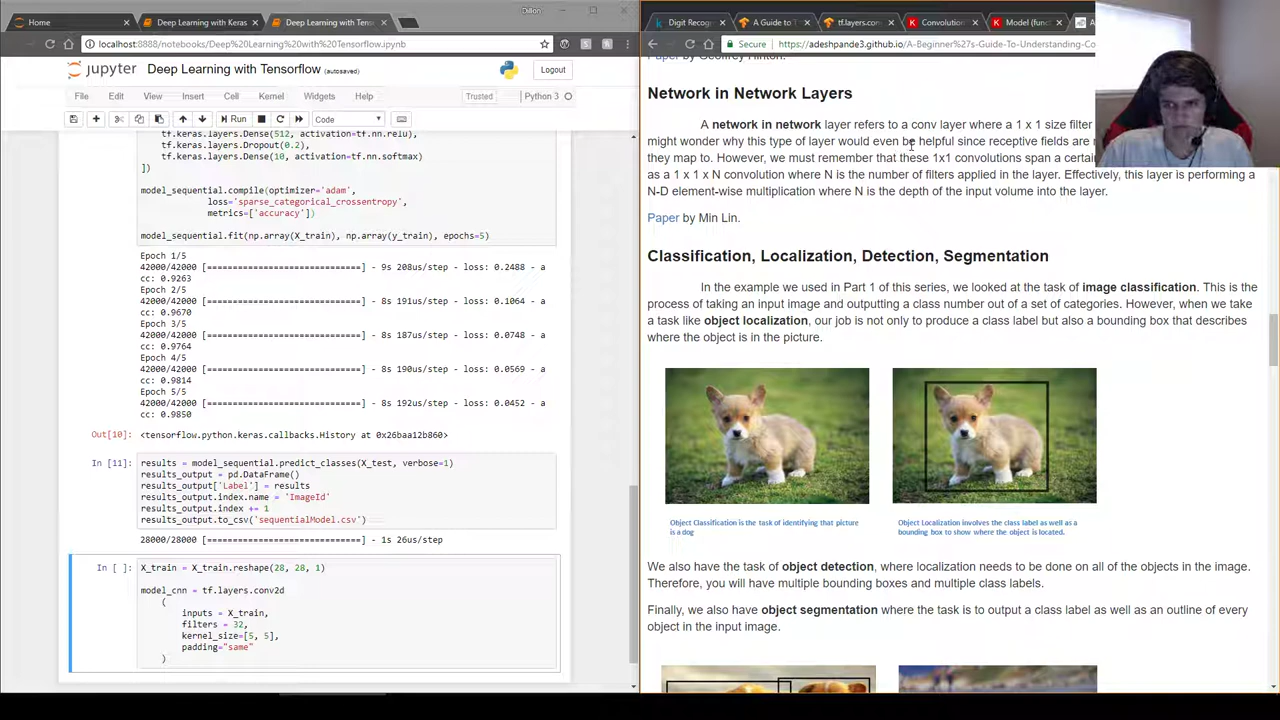 Home
Deep Learning with Keras
Deep Learning with Tens
Dillon
localhost:8888/notebooks/Deep%20Learning%20with%20Tensorflow.ipynb
jupyter Deep Learning with Tensorflow (autosaved)
Logout
File Edit View Insert Cell Kernel Widgets Help
Trusted
Python 3
Run
Code
tf.keras.layers.Dense(512, activation=tf.nn.relu),
tf.keras.layers.Dropout(0.2),
tf.keras.layers.Dense(10, activation=tf.nn.softmax)
])
model_sequential.compile(optimizer='adam',
loss='sparse_categorical_crossentropy',
metrics=['accuracy'])
model_sequential.fit(np.array(X_train), np.array(y_train), epochs=5)
Epoch 1/5
42000/42000 [==============================] - 9s 208us/step - loss: 0.2488 - a
cc: 0.9263
Epoch 2/5
42000/42000 [==============================] - 8s 191us/step - loss: 0.1064 - a
cc: 0.9670
Epoch 3/5
42000/42000 [==============================] - 8s 187us/step - loss: 0.0748 - a
cc: 0.9764
Epoch 4/5
42000/42000 [==============================] - 8s 190us/step - loss: 0.0569 - a
cc: 0.9814
Epoch 5/5
42000/42000 [==============================] - 8s 192us/step - loss: 0.0452 - a
cc: 0.9850
Out[10]: <tensorflow.python.keras.callbacks.History at 0x26baa12b860>
In [11]: results = model_sequential.predict_classes(X_test, verbose=1)
results_output = pd.DataFrame()
results_output['Label'] = results
results_output.index.name = 'ImageId'
results_output.index += 1
results_output.to_csv('sequentialModel.csv')
28000/28000 [==============================] - 1s 26us/step
In [ ]: X_train = X_train.reshape(28, 28, 1)
model_cnn = tf.layers.conv2d
(
inputs = X_train,
filters = 32,
kernel_size=[5, 5],
padding="same"
)
Digit Recogn
A Guide to T
tf.layers.con
Convolution
Model (func
Secure
https://adeshpande3.github.io/A-Beginner%27s-Guide-To-Understanding-Co
Paper by Geoffrey Hinton.
Network in Network Layers
A network in network layer refers to a conv layer where a 1 x 1 size filter
might wonder why this type of layer would even be helpful since receptive fields are
they map to. However, we must remember that these 1x1 convolutions span a certai
as a 1 x 1 x N convolution where N is the number of filters applied in the layer. Effectively, this layer is performing a
N-D element-wise multiplication where N is the depth of the input volume into the layer.
Paper by Min Lin.
Classification, Localization, Detection, Segmentation
In the example we used in Part 1 of this series, we looked at the task of image classification. This is the
process of taking an input image and outputting a class number out of a set of categories. However, when we take
a task like object localization, our job is not only to produce a class label but also a bounding box that describes
where the object is in the picture.
Object Classification is the task of identifying that picture
is a dog
Object Localization involves the class label as well as a
bounding box to show where the object is located.
We also have the task of object detection, where localization needs to be done on all of the objects in the image.
Therefore, you will have multiple bounding boxes and multiple class labels.
Finally, we also have object segmentation where the task is to output a class label as well as an outline of every
object in the input image.